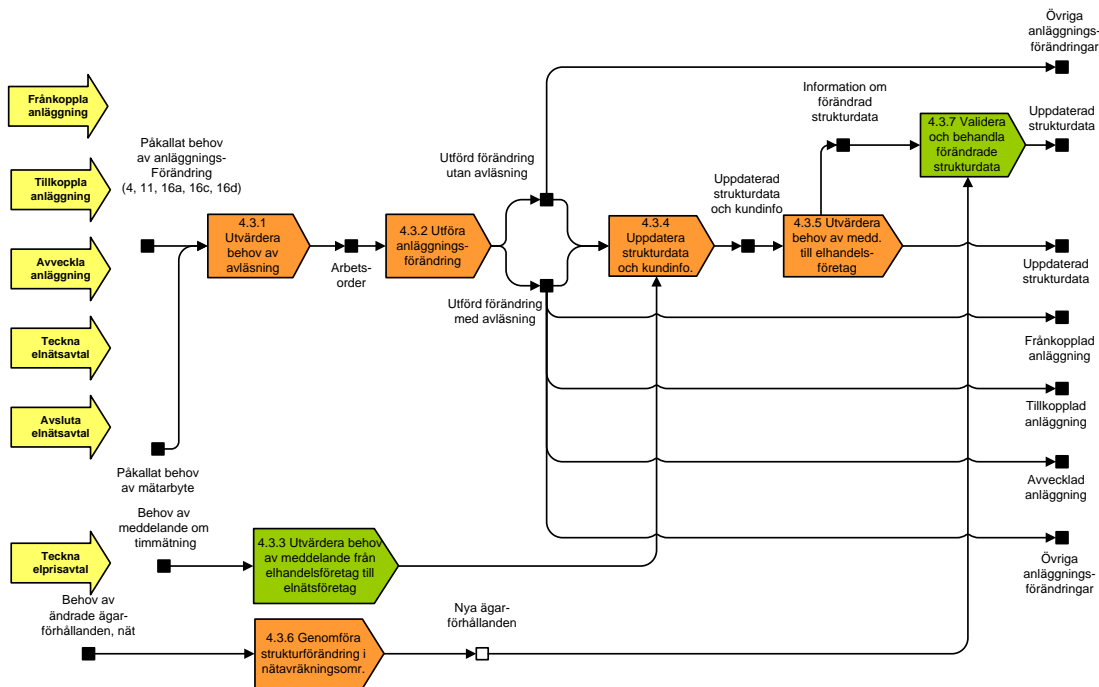 Övriga
anläggnings-
förändringar
Frånkoppla
anläggning
Information om
förändrad
strukturdata
4.3.7 Validera
och behandla
förändrade
strukturdata
Uppdaterad
strukturdata
Påkallat behov
av anläggnings-
Förändring
(4, 11, 16a, 16c, 16d)
Tillkoppla
anläggning
Utförd förändring
utan avläsning
Uppdaterad
strukturdata
och kundinfo
4.3.1
Utvärdera
behov av
avläsning
Arbets-
order
4.3.2 Utföra
anläggnings-
förändring
4.3.4
Uppdatera
strukturdata
och kundinfo.
4.3.5 Utvärdera
behov av medd.
till elhandels-
företag
Uppdaterad
strukturdata
Avveckla
anläggning
Utförd förändring
med avläsning
Frånkopplad
anläggning
Teckna
elnätsavtal
Tillkopplad
anläggning
Avsluta
elnätsavtal
Påkallat behov
av mätarbyte
Avvecklad
anläggning
Behov av
meddelande om
timmätning
4.3.3 Utvärdera behov
av meddelande från
elhandelsföretag till
elnätsföretag
Övriga
anläggnings-
förändringar
Teckna
elprisavtal
Behov av
ändrade ägar-
förhållanden, nät
4.3.6 Genomföra
strukturförändring i
nätavräkningsomr.
Nya ägar-
förhållanden